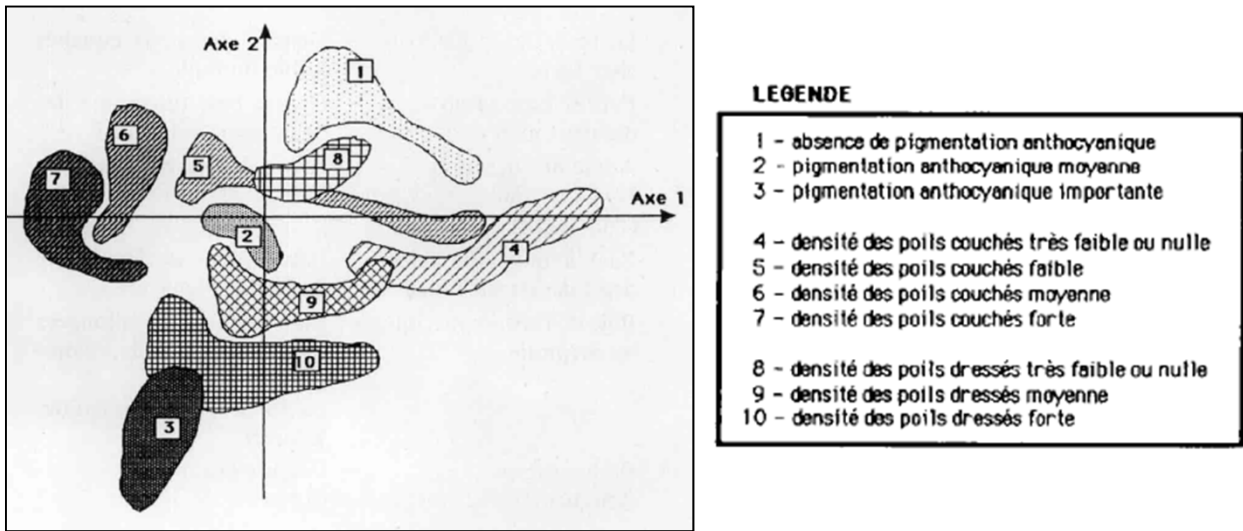 Axe 2
1
6
8
5
7
Axe 1
2
4
9
10
3
LEGENDE
1 - absence de pigmentation anthocyanique
2 - pigmentation anthocyanique moyenne
3 - pigmentation anthocyanique importante
4 - densité des poils couchés très faible ou nulle
5 - densité des poils couchés faible
6 - densité des poils couchés moyenne
7 - densité des poils couchés forte
8 - densité des poils dressés très faible ou nulle
9 - densité des poils dressés moyenne
10 - densité des poils dressés forte